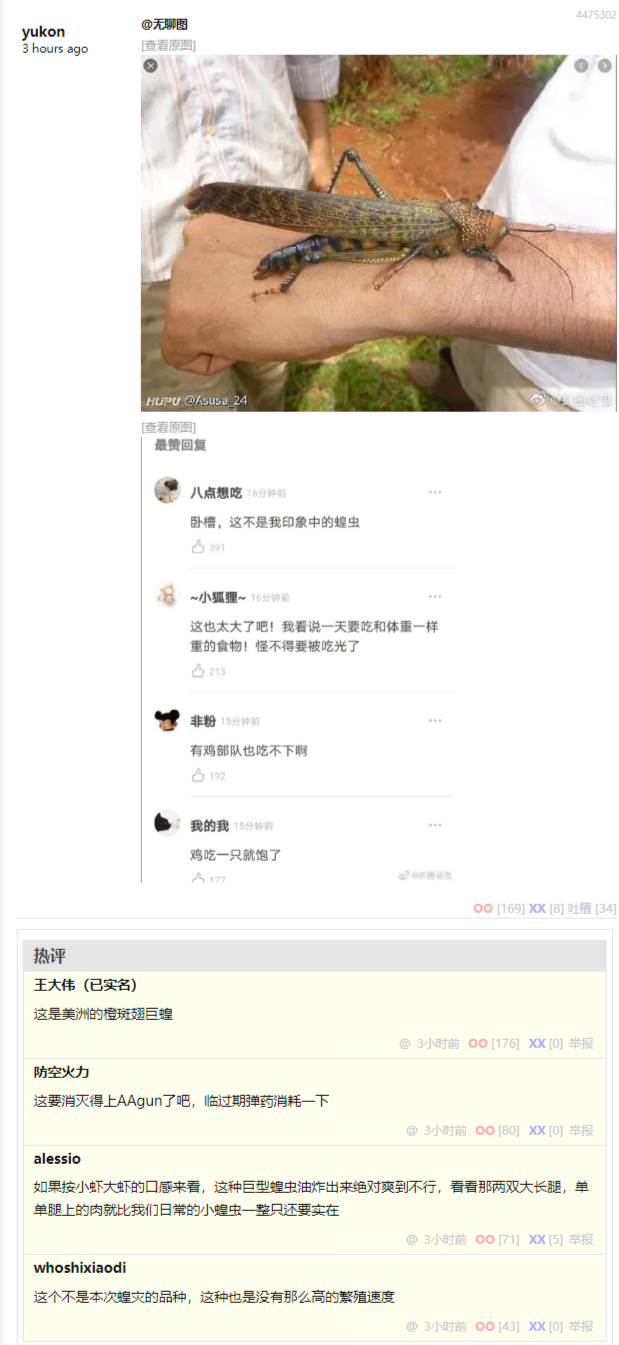 4475302
yukon
3 hours ago
@无聊图
[查看原图]
HUPU @Asusa_24
[查看原图]
最赞回复
八点想吃 16分钟前
卧槽，这不是我印象中的蝗虫
391
~小狐狸~ 16分钟前
这也太大了吧！我看说一天要吃和体重一样
重的食物！怪不得要被吃光了
213
非粉 15分钟前
有鸡部队也吃不下啊
192
我的我 15分钟前
鸡吃一只就饱了
177
OO [169] XX [8] 吐槽 [34]
热评
王大伟（已实名）
这是美洲的橙斑翅巨蝗
@ 3小时前 OO [176] XX [0] 举报
防空火力
这要消灭得上AAgun了吧，临过期弹药消耗一下
@ 3小时前 OO [80] XX [0] 举报
alessio
如果按小虾大虾的口感来看，这种巨型蝗虫油炸出来绝对爽到不行，看看那两双大长腿，单
单腿上的肉就比我们日常的小蝗虫一整只还要实在
@ 3小时前 OO [71] XX [5] 举报
whoshixiaodi
这个不是本次蝗灾的品种，这种也是没有那么高的繁殖速度
@ 3小时前 OO [43] XX [0] 举报